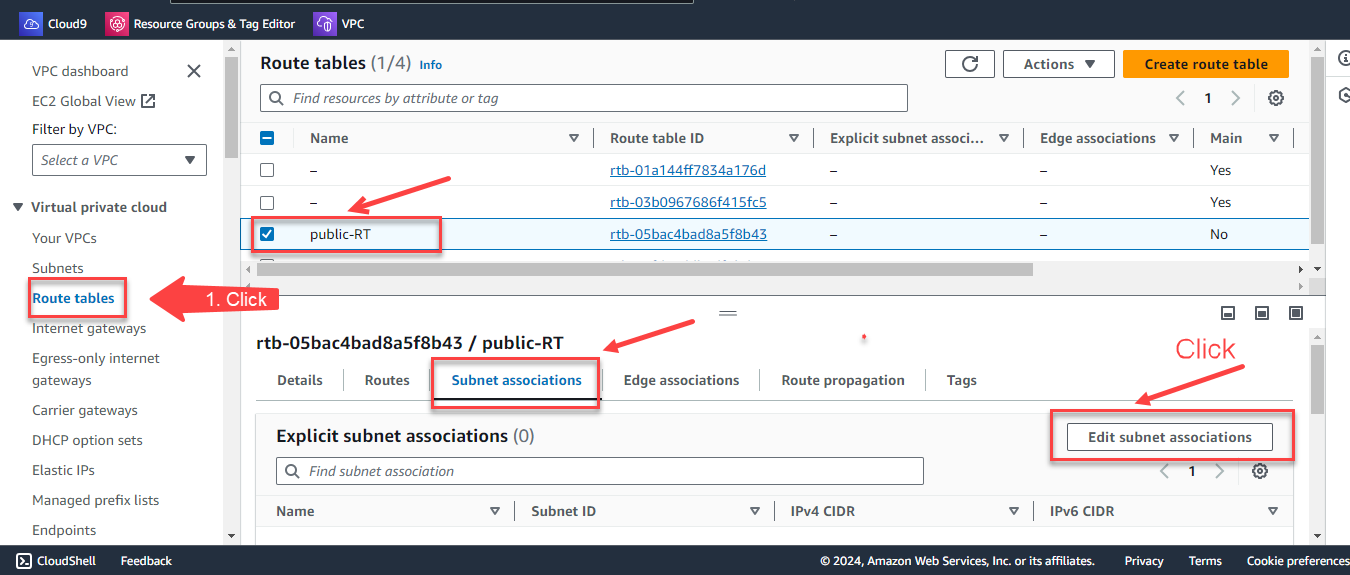 Cloud9 Resource Groups & Tag Editor VPC
VPC dashboard
EC2 Global View
Filter by VPC:
Select a VPC
Virtual private cloud
Your VPCs
Subnets
Route tables
Internet gateways
Egress-only internet
gateways
Carrier gateways
DHCP option sets
Elastic IPs
Managed prefix lists
Endpoints
1. Click
Route tables (1/4) Info
Actions
Create route table
Find resources by attribute or tag
1
Name Route table ID Explicit subnet associ... Edge associations Main
– rtb-01a144ff7834a176d – – Yes
– rtb-03b0967686f415fc5 – – Yes
public-RT rtb-05bac4bad8a5f8b43 – – No
rtb-05bac4bad8a5f8b43 / public-RT
Click
Details Routes Subnet associations Edge associations Route propagation Tags
Explicit subnet associations (0)
Edit subnet associations
Find subnet association
1
Name Subnet ID IPv4 CIDR IPv6 CIDR
CloudShell Feedback © 2024, Amazon Web Services, Inc. or its affiliates. Privacy Terms Cookie preferences